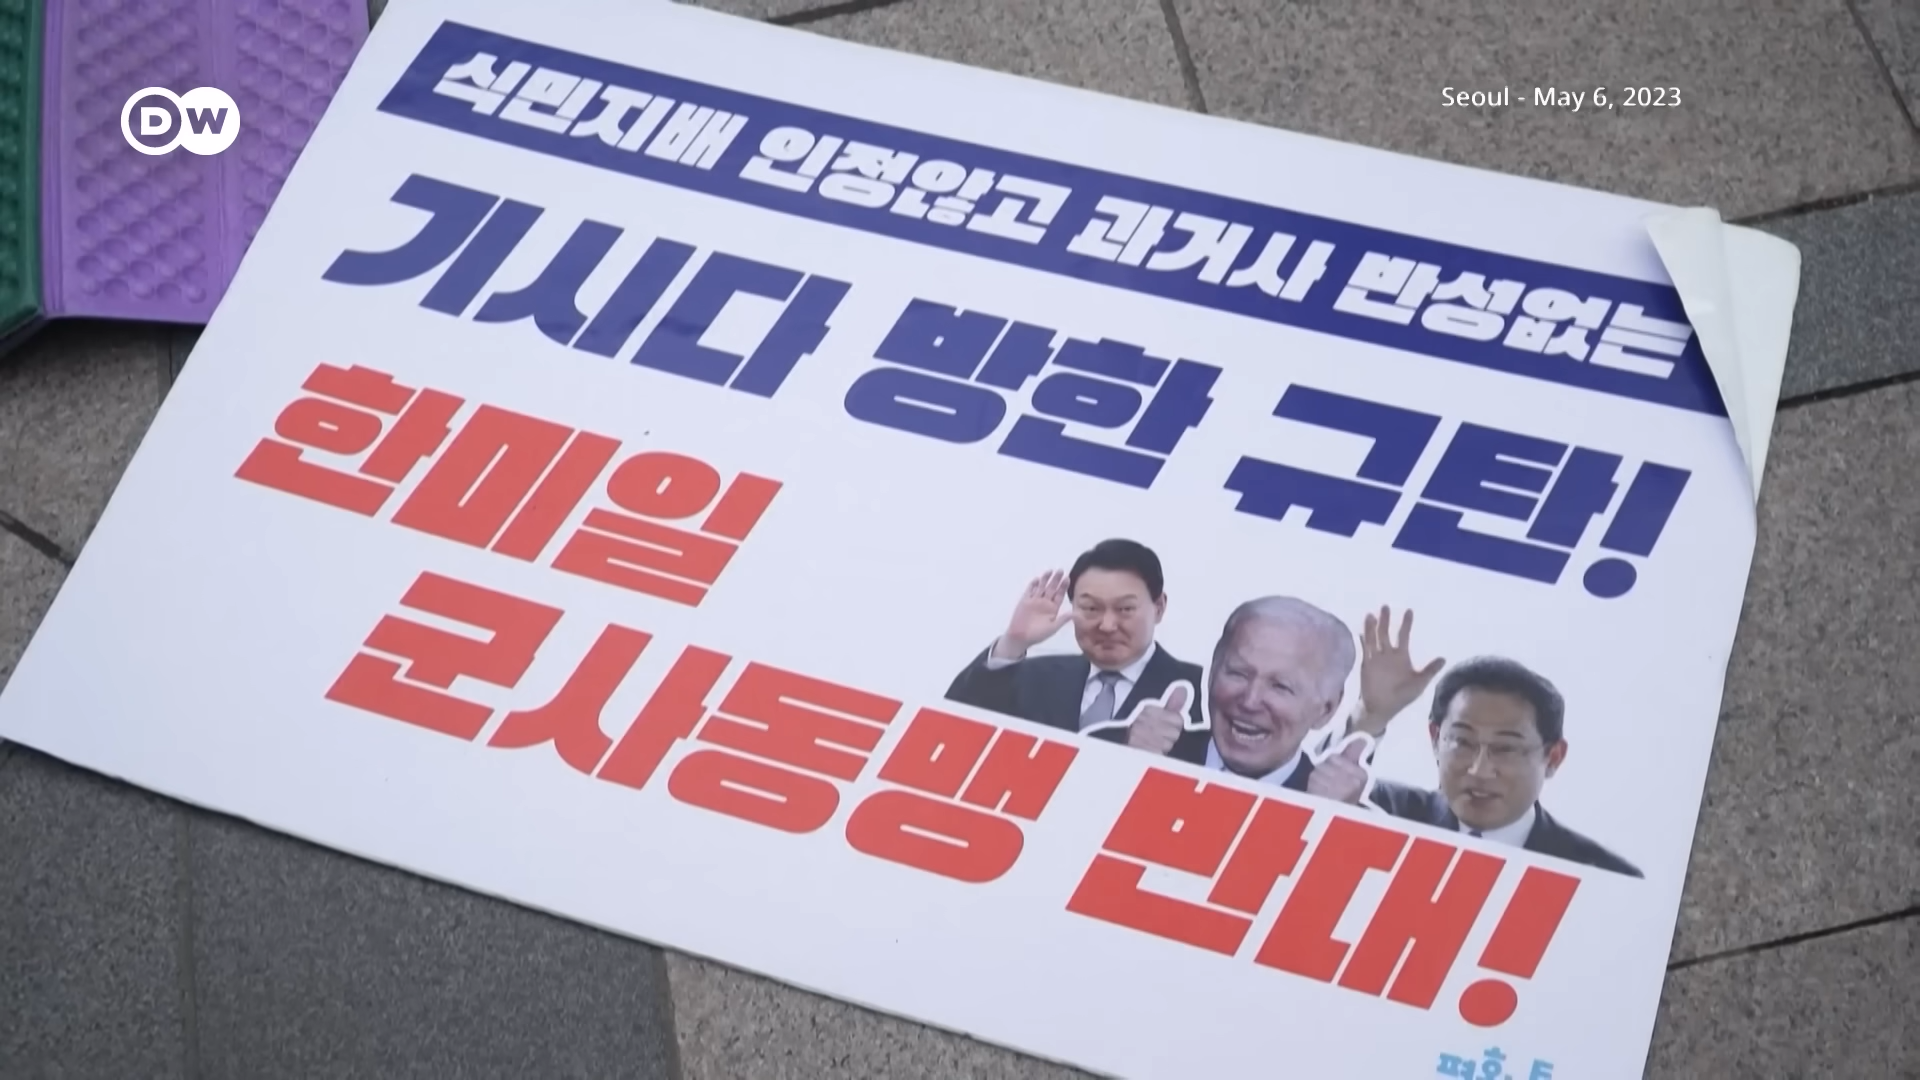 DW
Seoul - May 6, 2023
식민지배 인정않고 과거사 반성없는
기시다 방한 규탄!
한미일
군사동맹 반대!